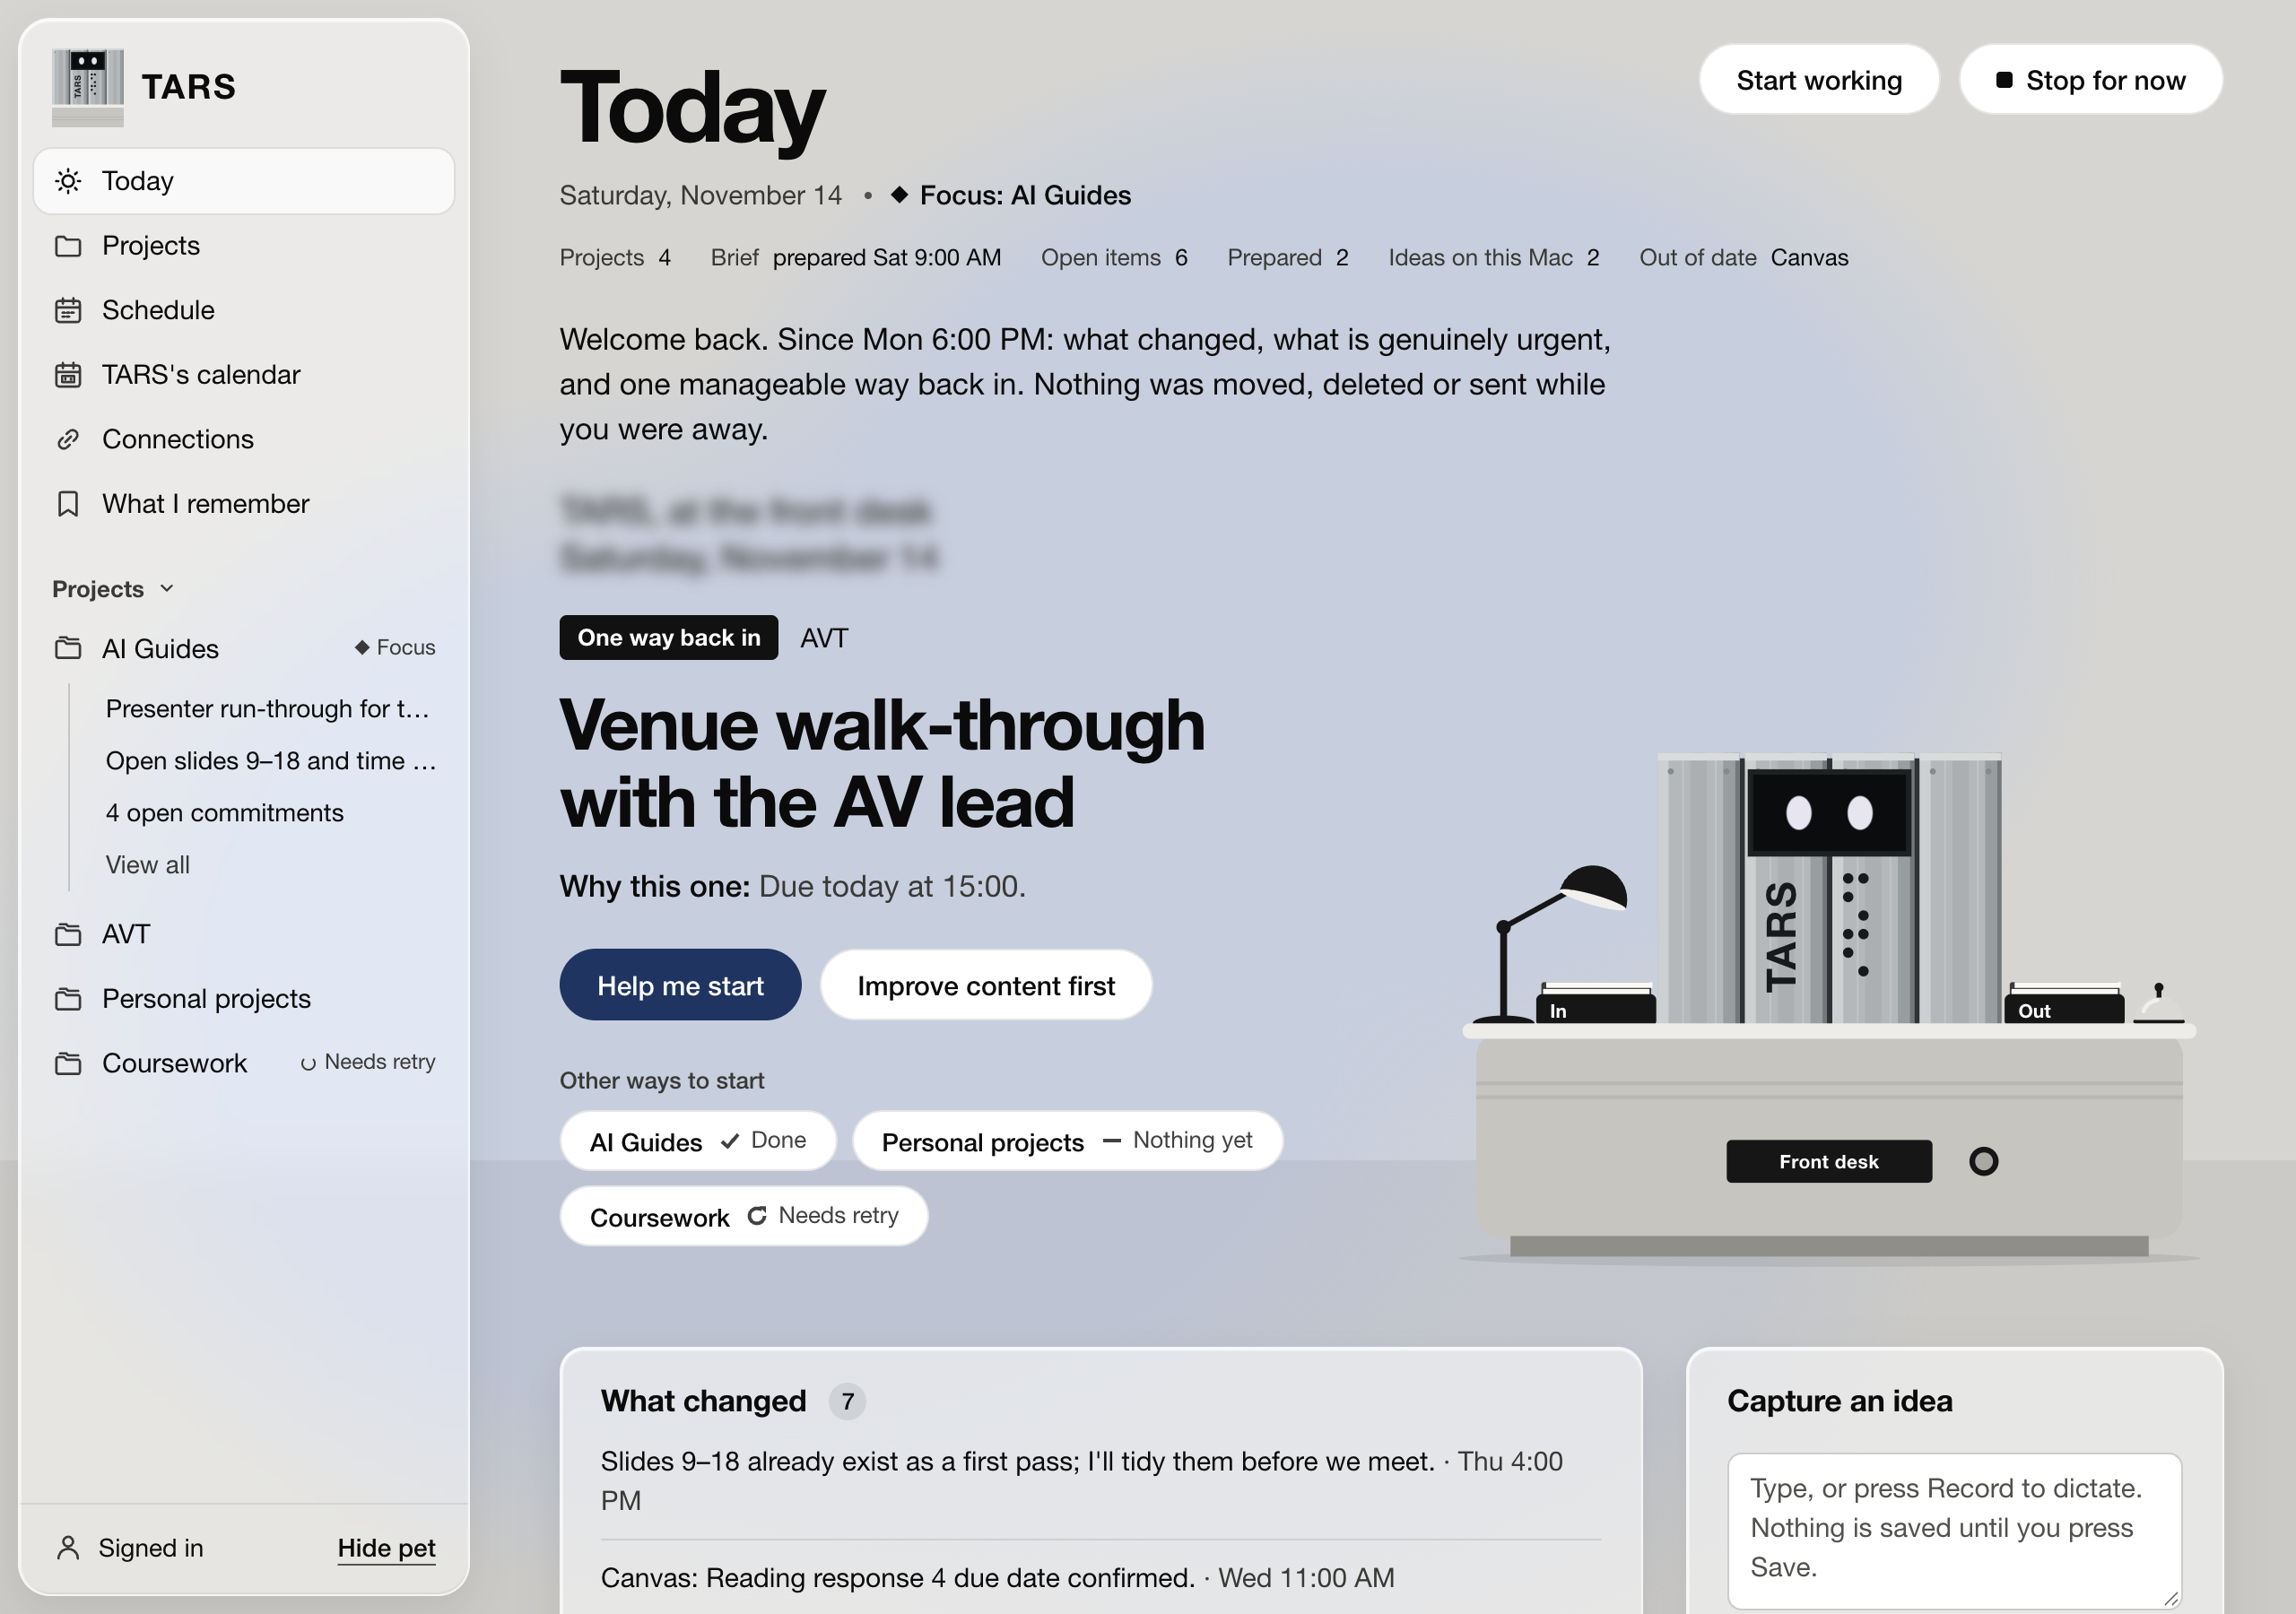 TARS
TARS
Today
Projects
Schedule
TARS's calendar
Connections
What I remember
Projects
AI Guides ◆ Focus
Presenter run-through for t…
Open slides 9–18 and time …
4 open commitments
View all
AVT
Personal projects
Coursework Needs retry
Signed in Hide pet
Today
Start working Stop for now
Saturday, November 14 • ◆ Focus: AI Guides
Projects 4 Brief prepared Sat 9:00 AM Open items 6 Prepared 2 Ideas on this Mac 2 Out of date Canvas
Welcome back. Since Mon 6:00 PM: what changed, what is genuinely urgent,
and one manageable way back in. Nothing was moved, deleted or sent while
you were away.
TARS, at the front desk
Saturday, November 14
One way back in AVT
Venue walk-through
with the AV lead
Why this one: Due today at 15:00.
Help me start Improve content first
Other ways to start
AI Guides Done Personal projects Nothing yet
Coursework Needs retry
TARS
In Out
Front desk
What changed 7
Slides 9–18 already exist as a first pass; I'll tidy them before we meet. · Thu 4:00
PM
Canvas: Reading response 4 due date confirmed. · Wed 11:00 AM
Capture an idea
Type, or press Record to dictate.
Nothing is saved until you press
Save.